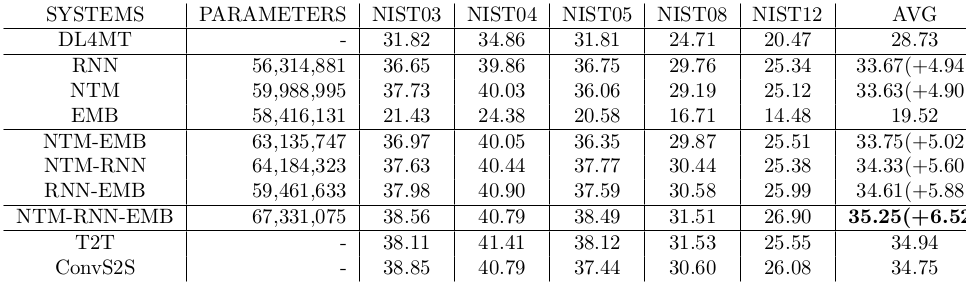 SYSTEMS PARAMETERS NIST03 NIST04 NIST05 NIST08 NIST12 AVG
DL4MT - 31.82 34.86 31.81 24.71 20.47 28.73
RNN 56,314,881 36.65 39.86 36.75 29.76 25.34 33.67(+4.94
NTM 59,988,995 37.73 40.03 36.06 29.19 25.12 33.63(+4.90
EMB 58,416,131 21.43 24.38 20.58 16.71 14.48 19.52
NTM-EMB 63,135,747 36.97 40.05 36.35 29.87 25.51 33.75(+5.02
NTM-RNN 64,184,323 37.63 40.44 37.77 30.44 25.38 34.33(+5.60
RNN-EMB 59,461,633 37.98 40.90 37.59 30.58 25.99 34.61(+5.88
NTM-RNN-EMB 67,331,075 38.56 40.79 38.49 31.51 26.90 35.25(+6.52
T2T - 38.11 41.41 38.12 31.53 25.55 34.94
ConvS2S - 38.85 40.79 37.44 30.60 26.08 34.75